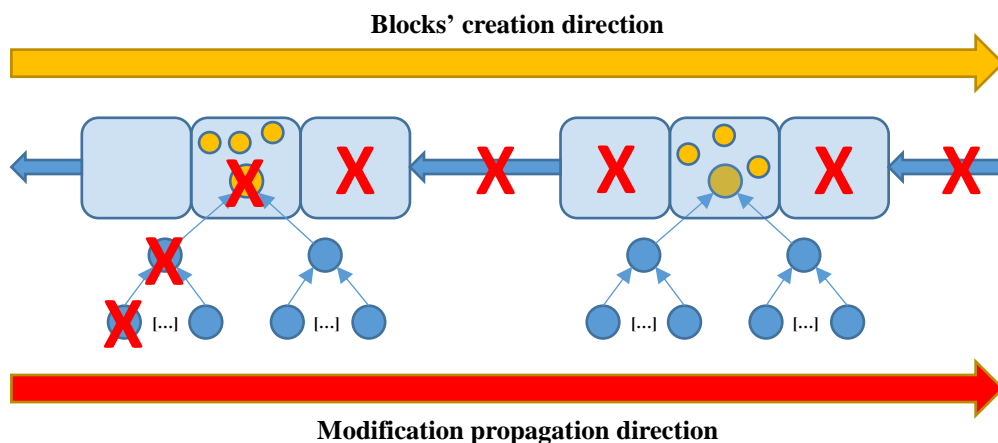 Blocks’ creation direction
X X X X X X
X
X
[...] [...] [...] [...]
Modification propagation direction